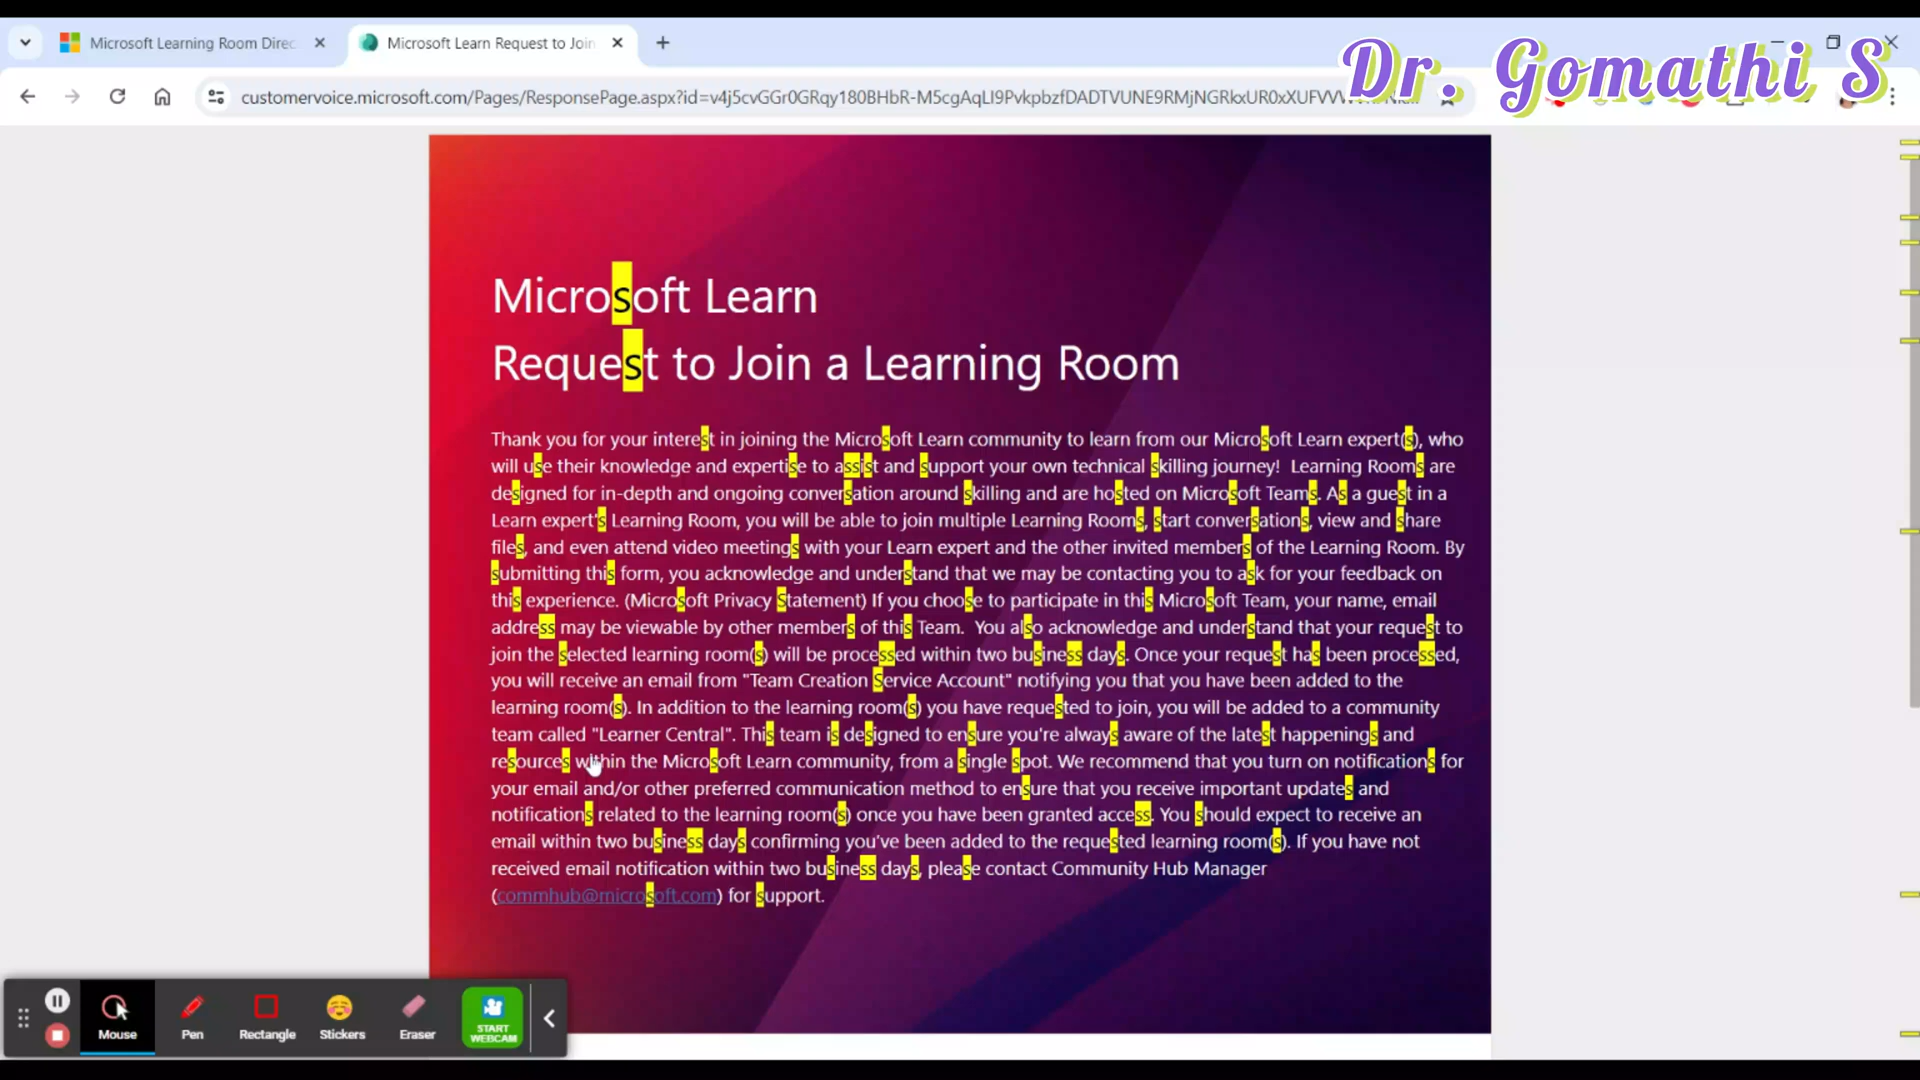 Microsoft Learning Room Direc
Microsoft Learn Request to Join
Dr. Gomathi S
customervoice.microsoft.com/Pages/ResponsePage.aspx?id=v4j5cvGGr0GRqy180BHbR-M5cgAqLI9PvkpbzfDADTVUNE9RMjNGRkxUR0xXUFVV
Microsoft Learn
Request to Join a Learning Room
Thank you for your interest in joining the Microsoft Learn community to learn from our Microsoft Learn expert(s), who
will use their knowledge and expertise to assist and support your own technical skilling journey!  Learning Rooms are
designed for in-depth and ongoing conversation around skilling and are hosted on Microsoft Teams. As a guest in a
Learn expert's Learning Room, you will be able to join multiple Learning Rooms, start conversations, view and share
files, and even attend video meetings with your Learn expert and the other invited members of the Learning Room. By
submitting this form, you acknowledge and understand that we may be contacting you to ask for your feedback on
this experience. (Microsoft Privacy Statement) If you choose to participate in this Microsoft Team, your name, email
address may be viewable by other members of this Team.  You also acknowledge and understand that your request to
join the selected learning room(s) will be processed within two business days. Once your request has been processed,
you will receive an email from "Team Creation Service Account" notifying you that you have been added to the
learning room(s). In addition to the learning room(s) you have requested to join, you will be added to a community
team called "Learner Central". This team is designed to ensure you're always aware of the latest happenings and
resources within the Microsoft Learn community, from a single spot. We recommend that you turn on notifications for
your email and/or other preferred communication method to ensure that you receive important updates and
notifications related to the learning room(s) once you have been granted access. You should expect to receive an
email within two business days confirming you've been added to the requested learning room(s). If you have not
received email notification within two business days, please contact Community Hub Manager
(commhub@microsoft.com) for support.
Mouse
Pen
Rectangle
Stickers
Eraser
START
WEBCAM